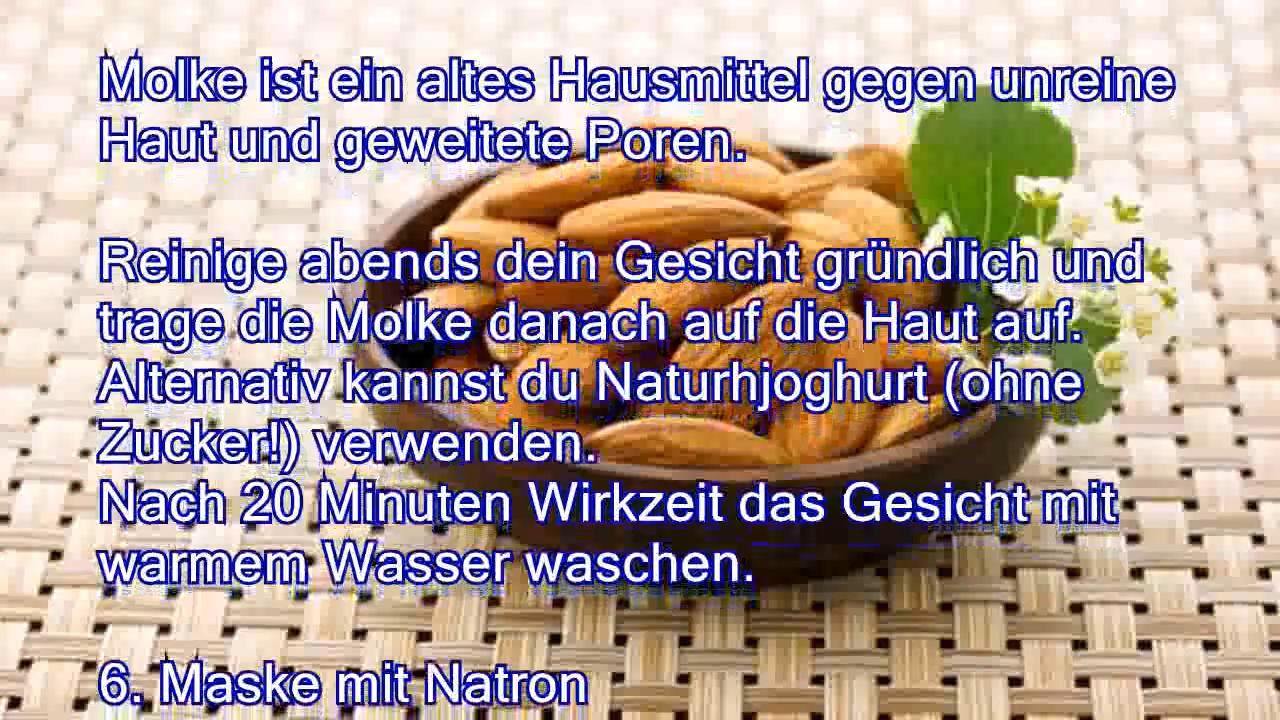 Molke ist ein altes Hausmittel gegen unreine
Haut und geweitete Poren.
Reinige abends dein Gesicht gründlich und
trage die Molke danach auf die Haut auf.
Alternativ kannst du Naturhjoghurt (ohne
Zucker!) verwenden.
Nach 20 Minuten Wirkzeit das Gesicht mit
warmem Wasser waschen.
6. Maske mit Natron